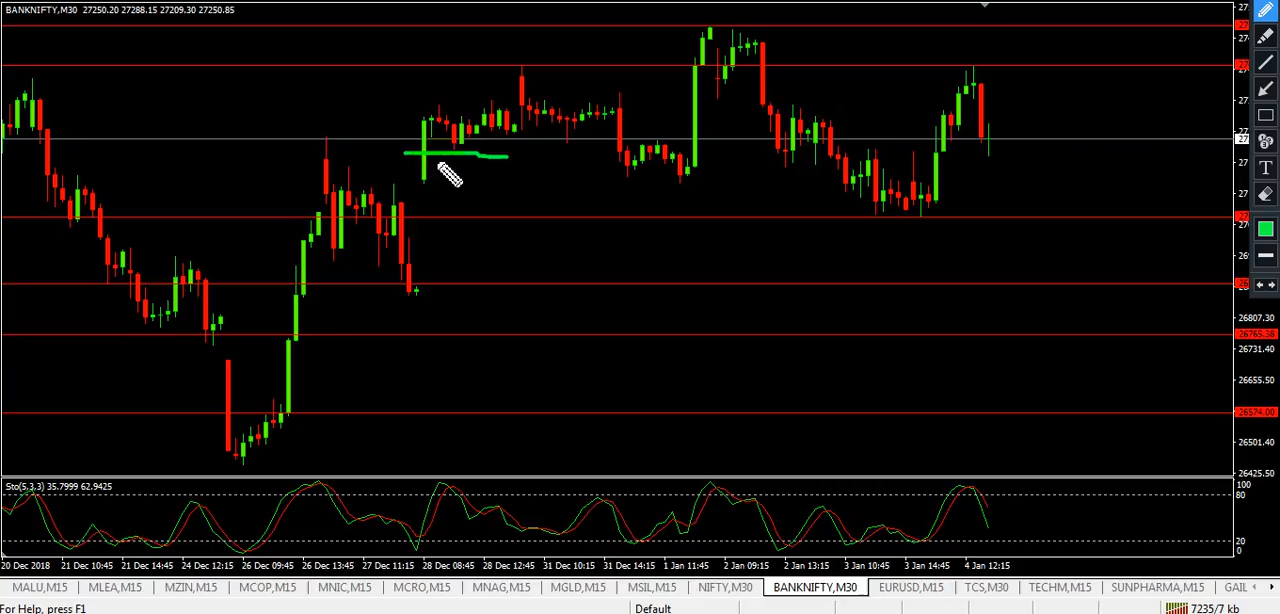 BANKNIFTY,M30 27250.20 27288.15 27209.30 27250.85
26807.30
26765.36
26731.40
26655.50
26574.00
26501.40
26425.50
Sto(5,3,3) 35.7999 62.9425
100
80
20
0
20 Dec 2018 21 Dec 10:45 21 Dec 14:45 24 Dec 12:15 26 Dec 09:45 26 Dec 13:45 27 Dec 11:15 28 Dec 08:45 28 Dec 12:45 31 Dec 10:15 31 Dec 14:15 1 Jan 11:45 2 Jan 09:15 2 Jan 13:15 3 Jan 10:45 3 Jan 14:45 4 Jan 12:15
MALU,M15 MLEA,M15 MZIN,M15 MCOP,M15 MNIC,M15 MCRO,M15 MNAG,M15 MGLD,M15 MSIL,M15 NIFTY,M30 BANKNIFTY,M30 EURUSD,M15 TCS,M30 TECHM,M15 SUNPHARMA,M15 GAIL
For Help, press F1 Default 7235/7 kb